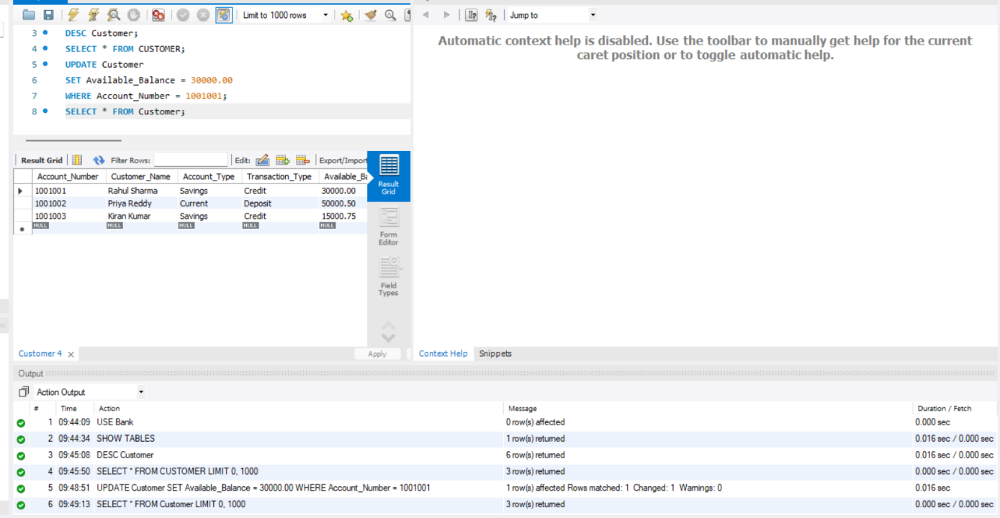 Limit to 1000 rows
Jump to
3 DESC Customer;
4 SELECT * FROM CUSTOMER;
5 UPDATE Customer
6 SET Available_Balance = 30000.00
7 WHERE Account_Number = 1001001;
8 SELECT * FROM Customer;
Automatic context help is disabled. Use the toolbar to manually get help for the current
caret position or to toggle automatic help.
Result Grid Filter Rows: Edit: Export/Import
Account_Number Customer_Name Account_Type Transaction_Type Available_Ba
1001001 Rahul Sharma Savings Credit 30000.00
1001002 Priya Reddy Current Deposit 50000.50
1001003 Kiran Kumar Savings Credit 15000.75
NULL NULL NULL NULL NULL
Result
Grid
Form
Editor
Field
Types
Customer 4 Apply
Context Help Snippets
Output
Action Output
# Time Action Message Duration / Fetch
1 09:44:09 USE Bank 0 row(s) affected 0.000 sec
2 09:44:34 SHOW TABLES 1 row(s) returned 0.016 sec / 0.000 sec
3 09:45:08 DESC Customer 6 row(s) returned 0.016 sec / 0.000 sec
4 09:45:50 SELECT * FROM CUSTOMER LIMIT 0, 1000 3 row(s) returned 0.000 sec / 0.000 sec
5 09:48:51 UPDATE Customer SET Available_Balance = 30000.00 WHERE Account_Number = 1001001 1 row(s) affected Rows matched: 1 Changed: 1 Warnings: 0 0.016 sec
6 09:49:13 SELECT * FROM Customer LIMIT 0, 1000 3 row(s) returned 0.000 sec / 0.000 sec